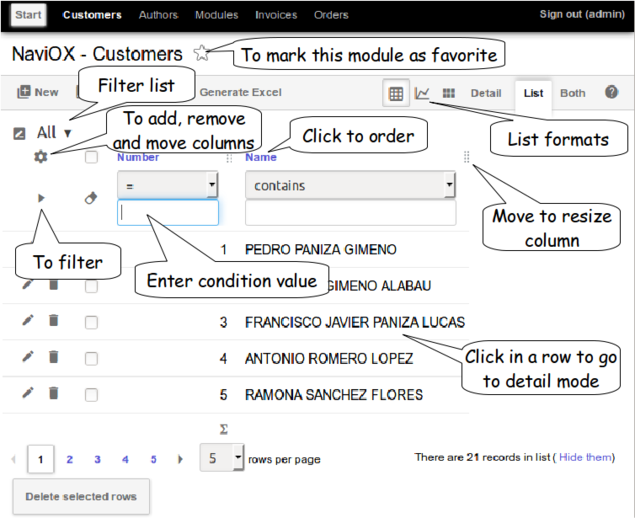 Start Customers Authors Modules Invoices Orders Sign out (admin)
NaviOX - Customers To mark this module as favorite
Filter list
New Generate Excel Detail List Both ?
All
To add, remove
and move columns
Click to order
List formats
Number Name
= contains
Move to resize
column
To filter
Enter condition value
1 PEDRO PANIZA GIMENO
GIMENO ALABAU
3 FRANCISCO JAVIER PANIZA LUCAS
Click in a row to go
to detail mode
4 ANTONIO ROMERO LOPEZ
5 RAMONA SANCHEZ FLORES
Σ
1 2 3 4 5 5 rows per page There are 21 records in list ( Hide them)
Delete selected rows